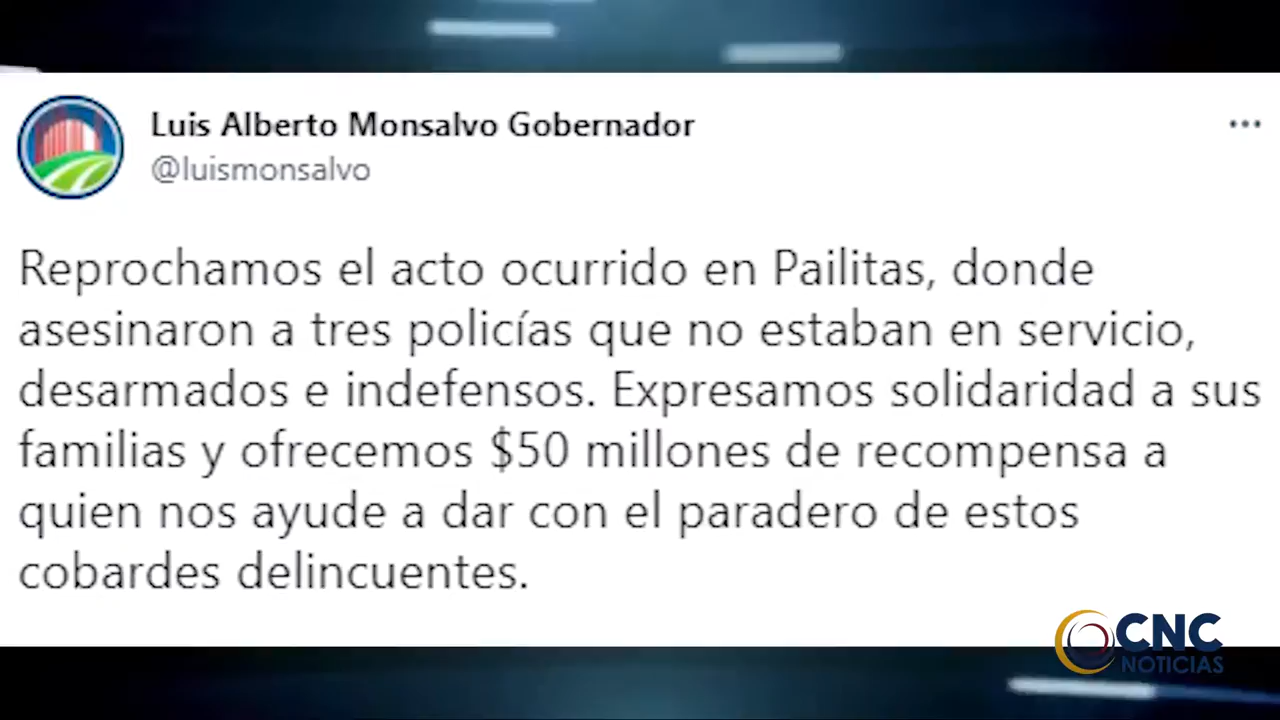 Luis Alberto Monsalvo Gobernador
@luismonsalvo
Reprochamos el acto ocurrido en Pailitas, donde
asesinaron a tres policías que no estaban en servicio,
desarmados e indefensos. Expresamos solidaridad a sus
familias y ofrecemos $50 millones de recompensa a
quien nos ayude a dar con el paradero de estos
cobardes delincuentes.
CNC
NOTICIAS